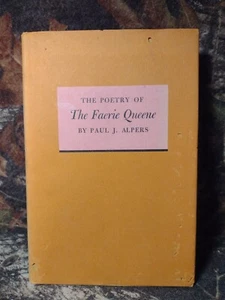 THE POETRY OF
The Faerie Queene
BY PAUL J. ALPERS